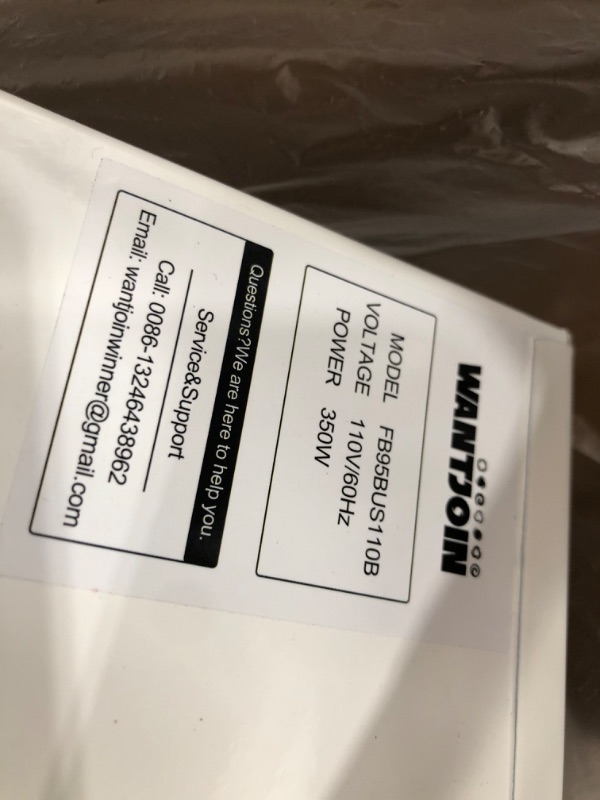 WANTJOIN®
MODEL FB95BUS110B
VOLTAGE 110V/60Hz
POWER 350W
Questions?We are here to help you.
Service&Support
Call: 0086-13246438962
Email: wantjoinwinner@gmail.com